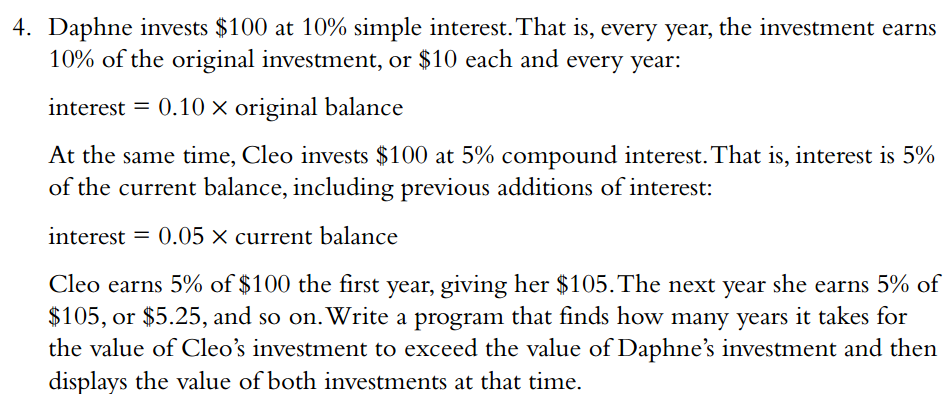 4. Daphne invests $100 at 10% simple interest. That is, every year, the investment earns
10% of the original investment, or $10 each and every year:
interest = 0.10 × original balance
At the same time, Cleo invests $100 at 5% compound interest. That is, interest is 5%
of the current balance, including previous additions of interest:
interest = 0.05 × current balance
Cleo earns 5% of $100 the first year, giving her $105. The next year she earns 5% of
$105, or $5.25, and so on. Write a program that finds how many years it takes for
the value of Cleo’s investment to exceed the value of Daphne’s investment and then
displays the value of both investments at that time.